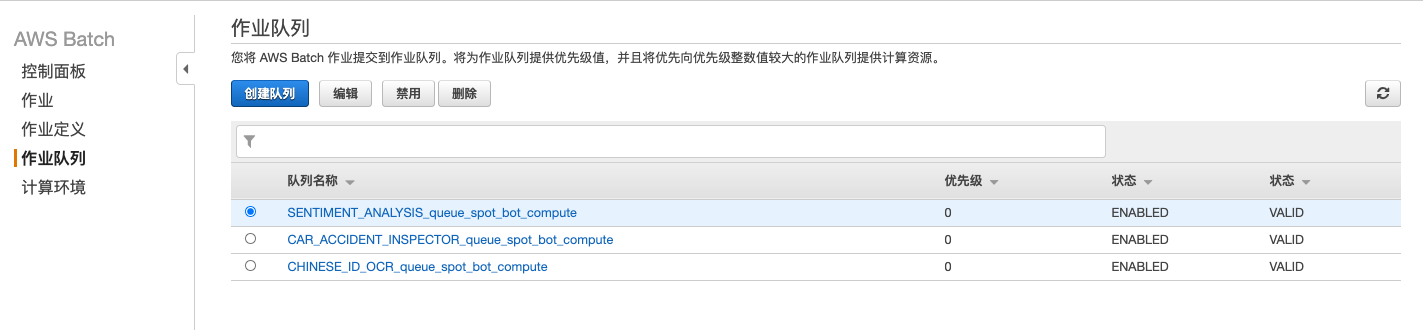 AWS Batch
控制面板
作业
作业定义
作业队列
计算环境
作业队列
您将 AWS Batch 作业提交到作业队列。将为作业队列提供优先级值，并且将优先向优先级整数值较大的作业队列提供计算资源。
创建队列 编辑 禁用 删除
队列名称 优先级 状态 状态
SENTIMENT_ANALYSIS_queue_spot_bot_compute 0 ENABLED VALID
CAR_ACCIDENT_INSPECTOR_queue_spot_bot_compute 0 ENABLED VALID
CHINESE_ID_OCR_queue_spot_bot_compute 0 ENABLED VALID